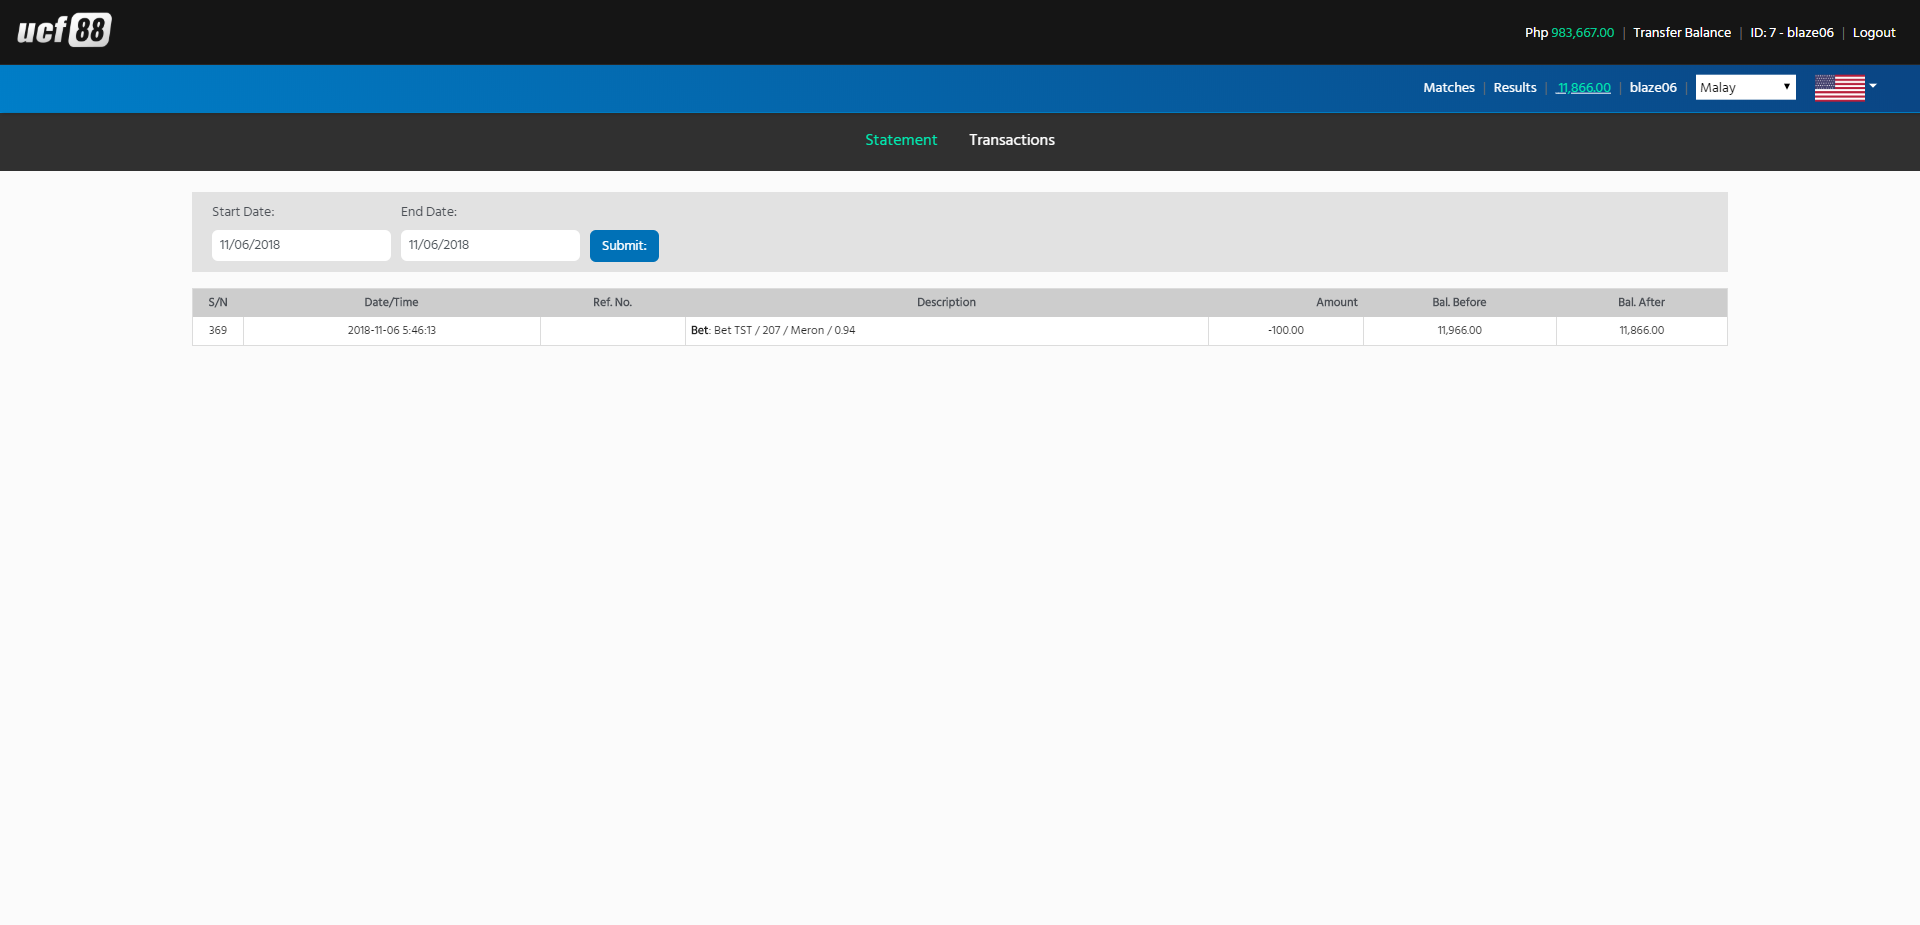 ucf 88
Php 983,667.00 | Transfer Balance | ID: 7 - blaze06 | Logout
Matches | Results | 11,866.00 | blaze06 | Malay
Statement Transactions
Start Date: End Date:
11/06/2018 11/06/2018 Submit:
S/N Date/Time Ref. No. Description Amount Bal. Before Bal. After
369 2018-11-06 5:46:13 Bet: Bet TST / 207 / Meron / 0.94 -100.00 11,966.00 11,866.00